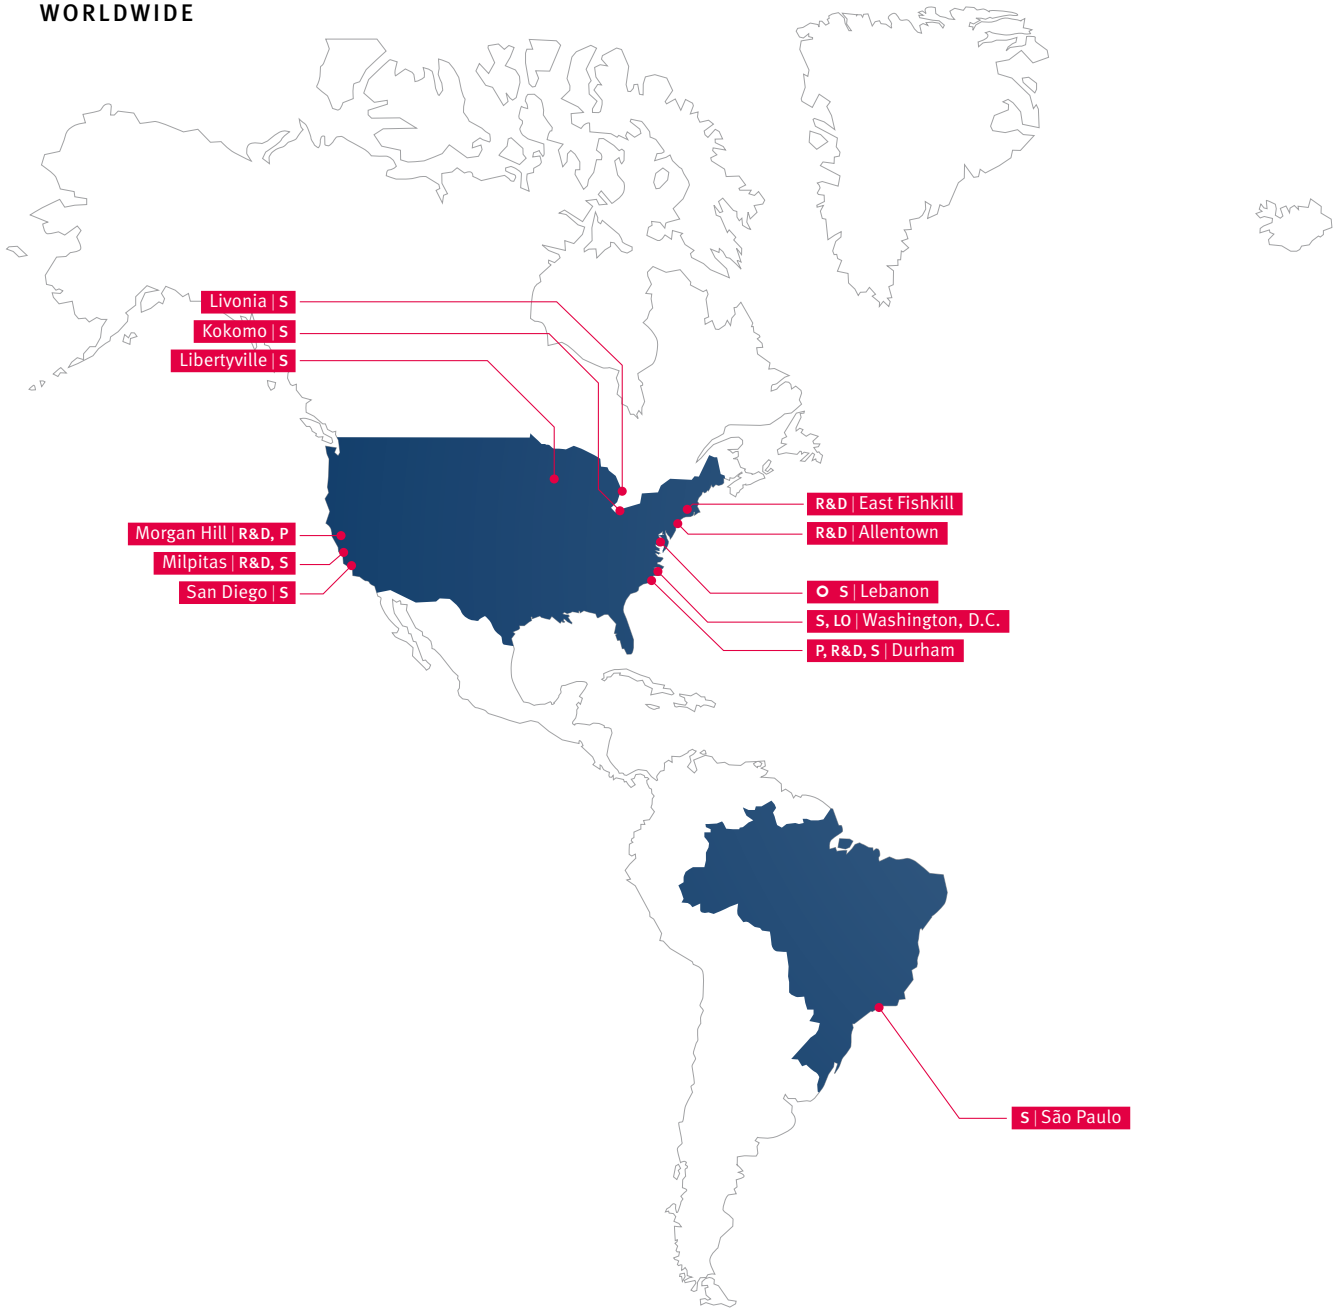 WORLDWIDE
Livonia | S
Kokomo | S
Libertyville | S
Morgan Hill | R&D, P
Milpitas | R&D, S
San Diego | S
R&D | East Fishkill
R&D | Allentown
S | Lebanon
S, LO | Washington, D.C.
P, R&D, S | Durham
S | São Paulo